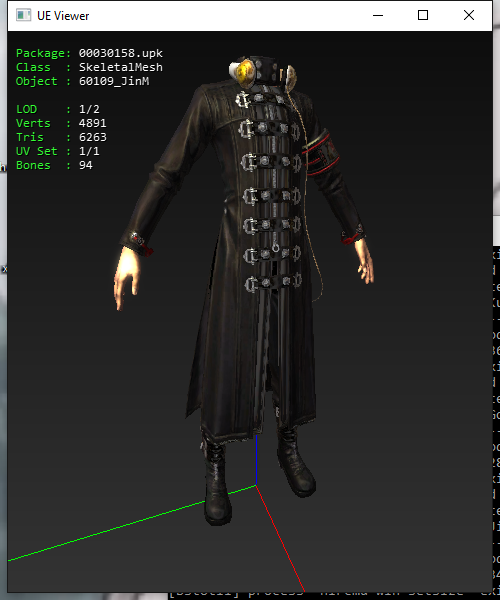 UE Viewer
Package: 00030158.upk
Class : SkeletalMesh
Object : 60109_JinM
LOD : 1/2
Verts : 4891
Tris : 6263
UV Set : 1/1
Bones : 94